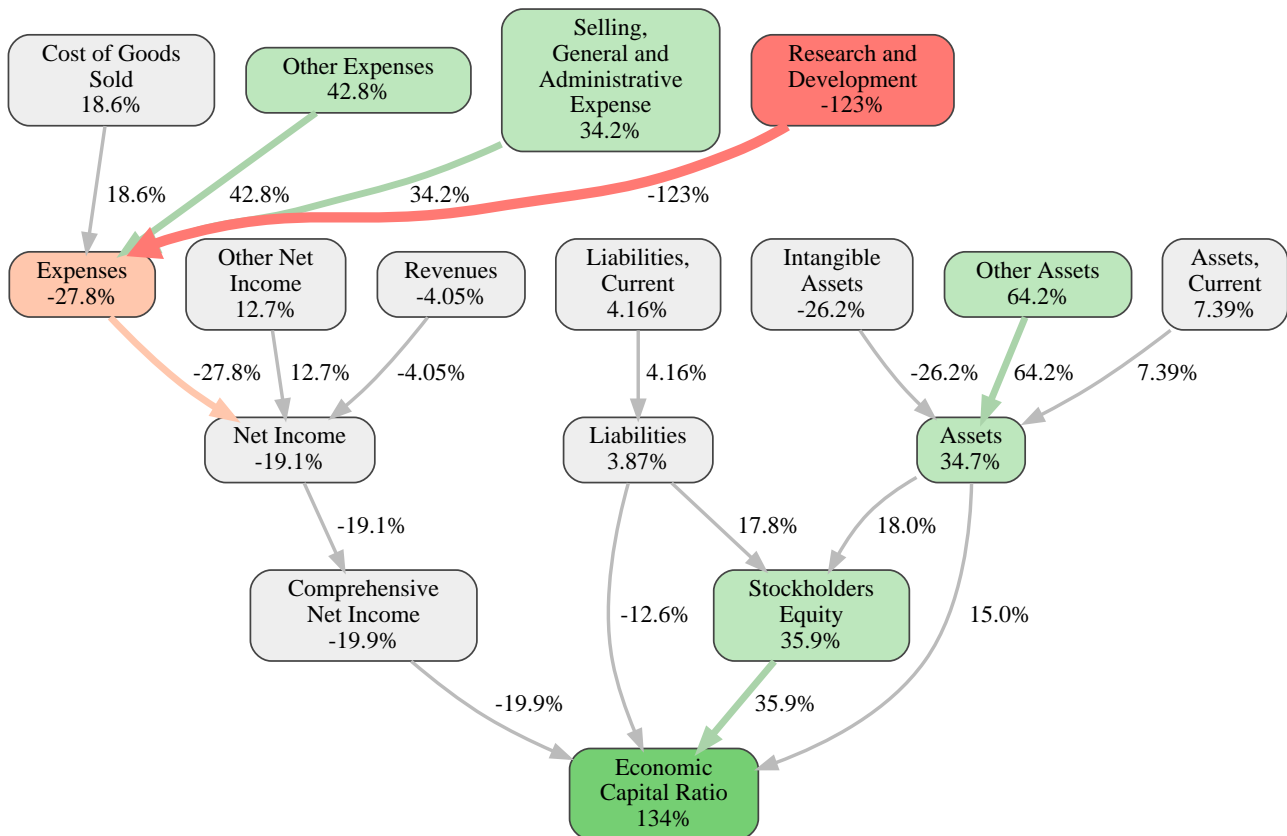 Cost of Goods
Sold
18.6%
Other Expenses
42.8%
Selling,
General and
Administrative
Expense
34.2%
Research and
Development
-123%
18.6%
42.8%
34.2%
-123%
Expenses
-27.8%
Other Net
Income
12.7%
Revenues
-4.05%
Liabilities,
Current
4.16%
Intangible
Assets
-26.2%
Other Assets
64.2%
Assets,
Current
7.39%
-27.8%
12.7%
-4.05%
4.16%
-26.2%
64.2%
7.39%
Net Income
-19.1%
Liabilities
3.87%
Assets
34.7%
-19.1%
17.8%
18.0%
Comprehensive
Net Income
-19.9%
-12.6%
Stockholders
Equity
35.9%
15.0%
-19.9%
35.9%
Economic
Capital Ratio
134%